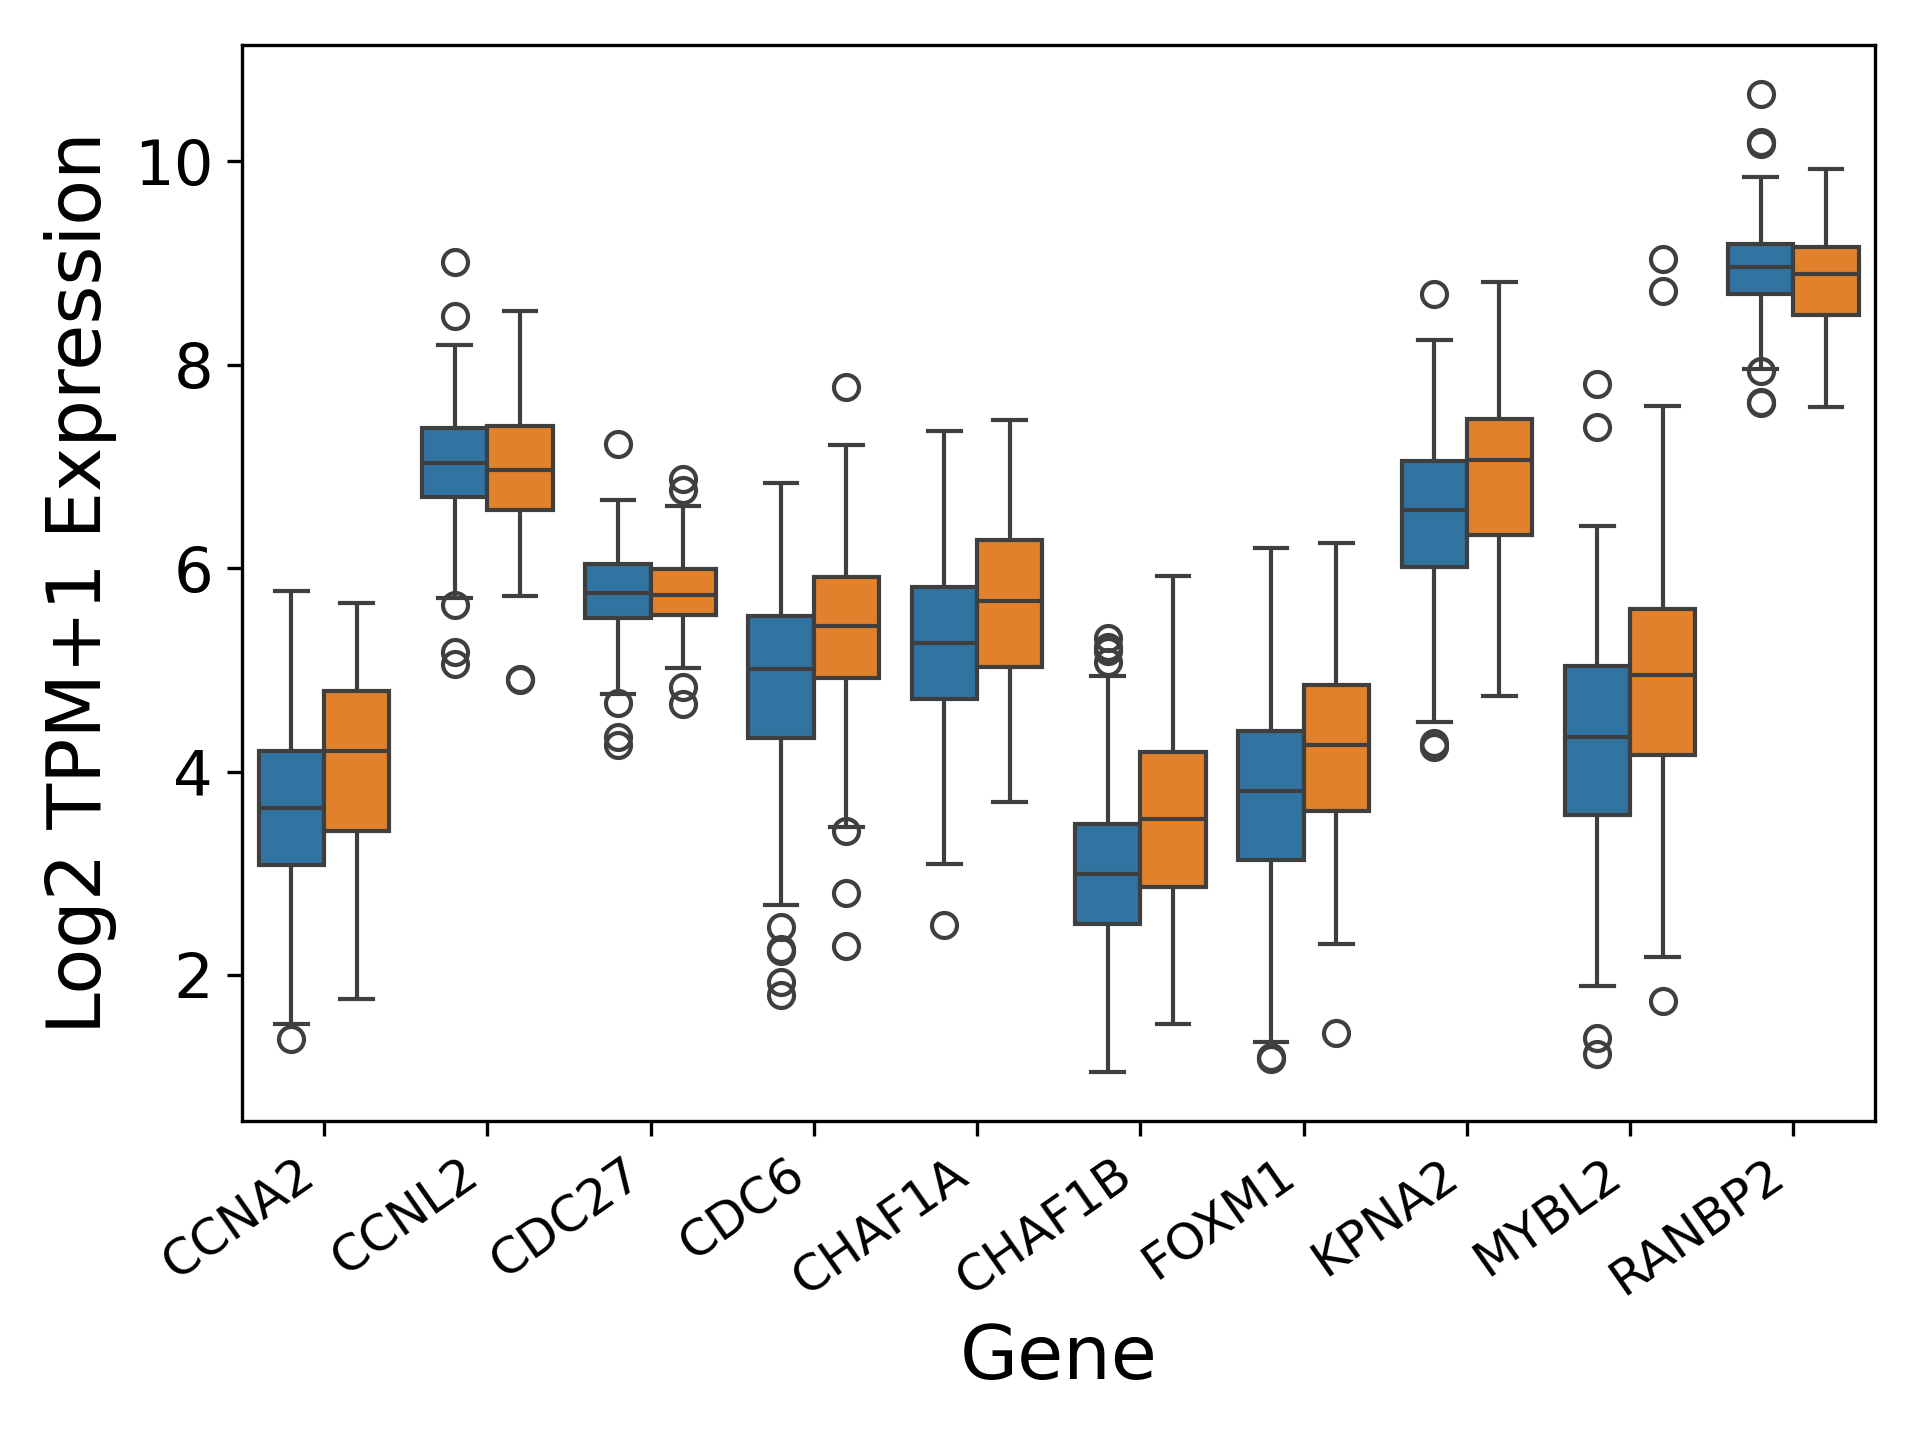 Log2 TPM+1 Expression
10
8
6
4
2
CCNA2
CCNL2
CDC27
CDC6
CHAF1A
CHAF1B
FOXM1
KPNA2
MYBL2
RANBP2
Gene